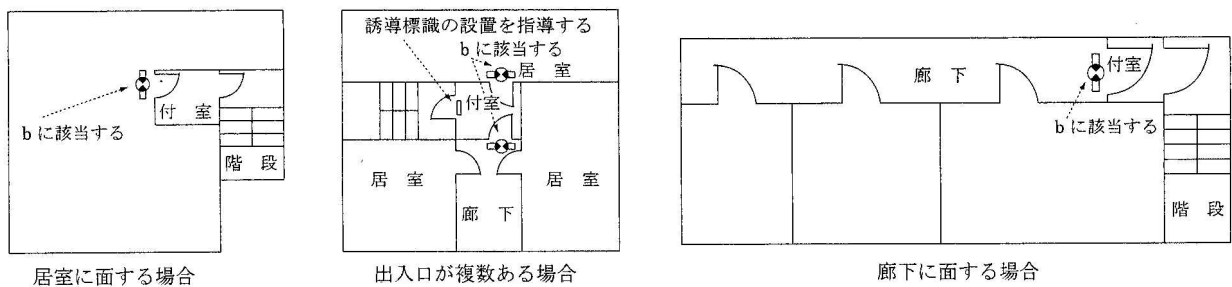 bに該当する
付室
階段
居室に面する場合
誘導標識の設置を指導する
bに該当する
居室
付室
居室
廊下
居室
出入口が複数ある場合
廊下
付室
bに該当する
階段
廊下に面する場合